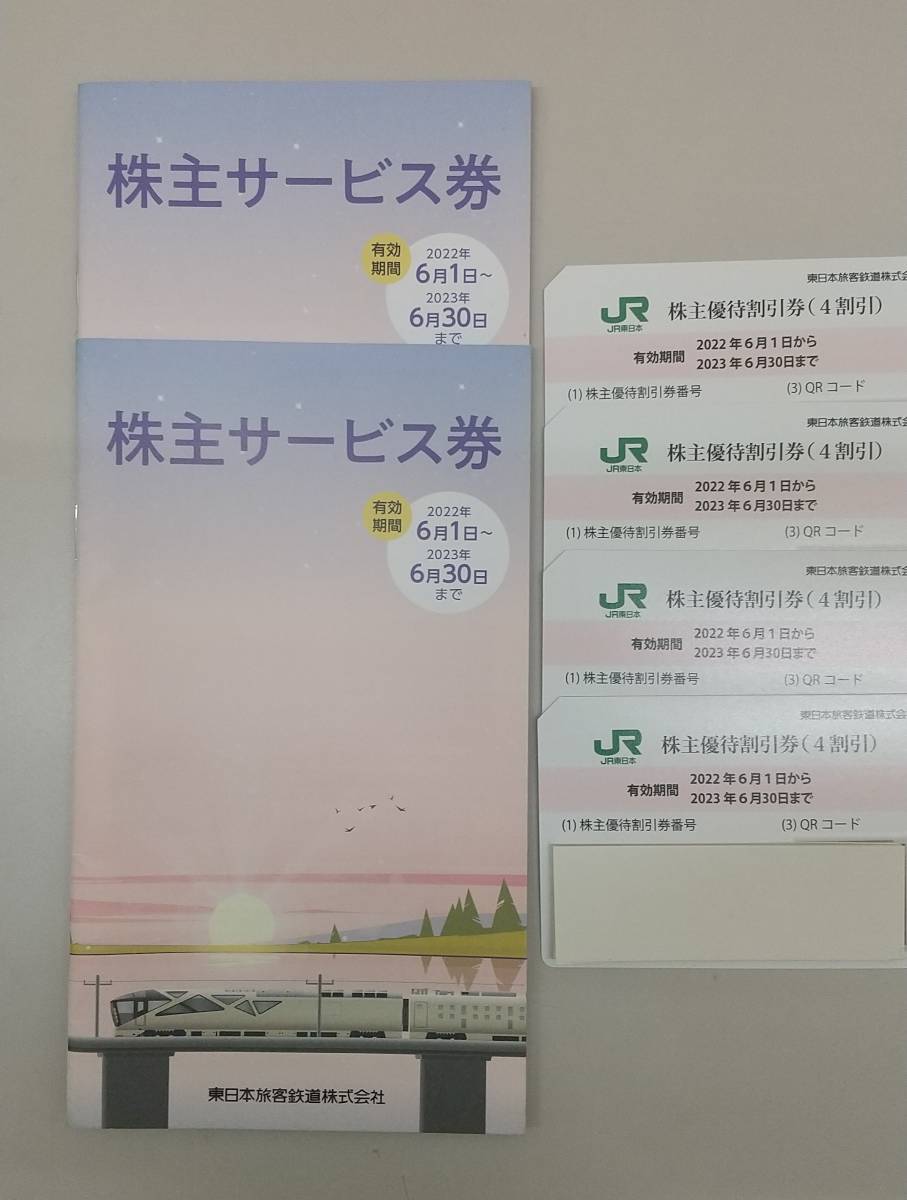 株主サービス券
有効
期間
2022年
6月1日～
2023年
6月30日
まで
株主サービス券
有効
期間
2022年
6月1日～
2023年
6月30日
まで
東日本旅客鉄道株式会社
東日本旅客鉄道株式会
JR
JR東日本
株主優待割引券(4割引)
有効期間
2022年6月1日から
2023年6月30日まで
(1) 株主優待割引券番号
(3) QRコード
東日本旅客鉄道株式会
JR
JR東日本
株主優待割引券(4割引)
有効期間
2022年6月1日から
2023年6月30日まで
(1) 株主優待割引券番号
(3) QRコード
東日本旅客鉄道株式会
JR
JR東日本
株主優待割引券(4割引)
有効期間
2022年6月1日から
2023年6月30日まで
(1) 株主優待割引券番号
(3) QRコード
東日本旅客鉄道株式会
JR
JR東日本
株主優待割引券(4割引)
有効期間
2022年6月1日から
2023年6月30日まで
(1) 株主優待割引券番号
(3) QRコード